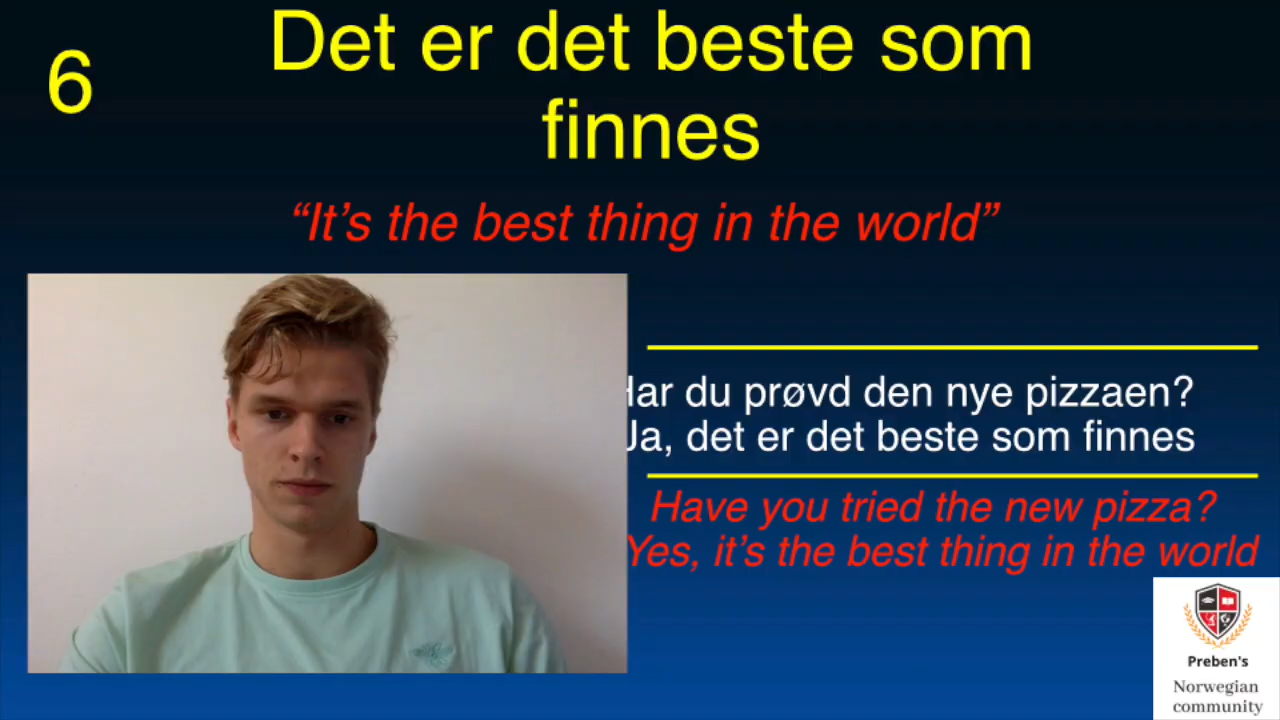 6
Det er det beste som
finnes
“It’s the best thing in the world”
Har du prøvd den nye pizzaen?
Ja, det er det beste som finnes
Have you tried the new pizza?
Yes, it’s the best thing in the world
Preben's
Norwegian
community